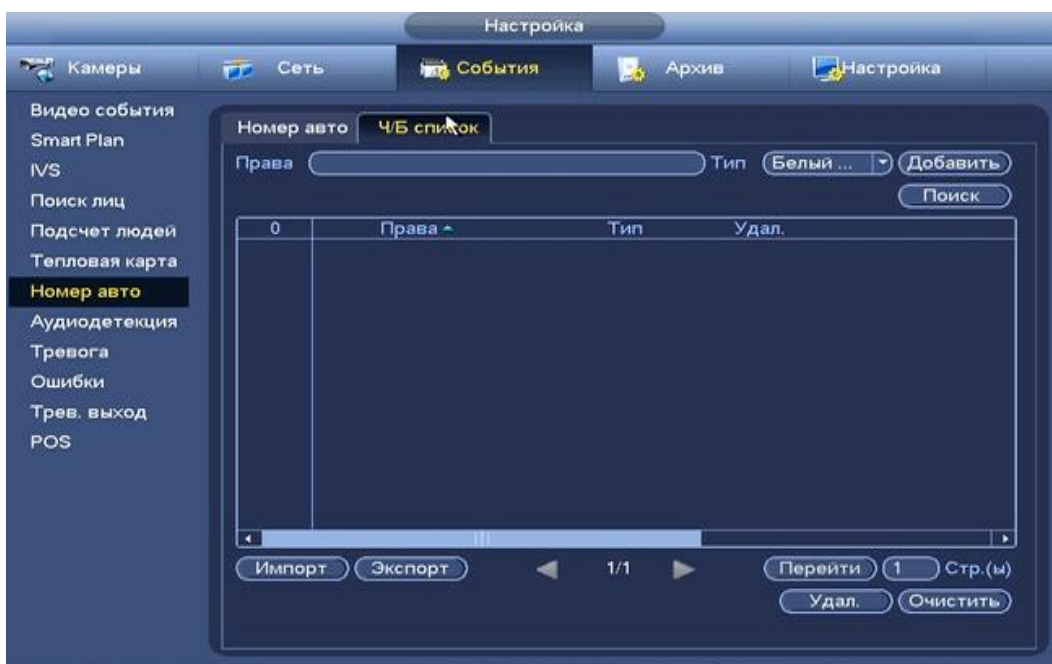 Настройка
Камеры Сеть События Архив Настройка
Видео события
Smart Plan
IVS
Поиск лиц
Подсчет людей
Тепловая карта
Номер авто
Аудиодетекция
Тревога
Ошибки
Трев. выход
POS
Номер авто Ч/Б список
Права Тип Белый ... Добавить
Поиск
0 Права Тип Удал.
Импорт Экспорт 1/1 Перейти 1 Стр.(ы)
Удал. Очистить